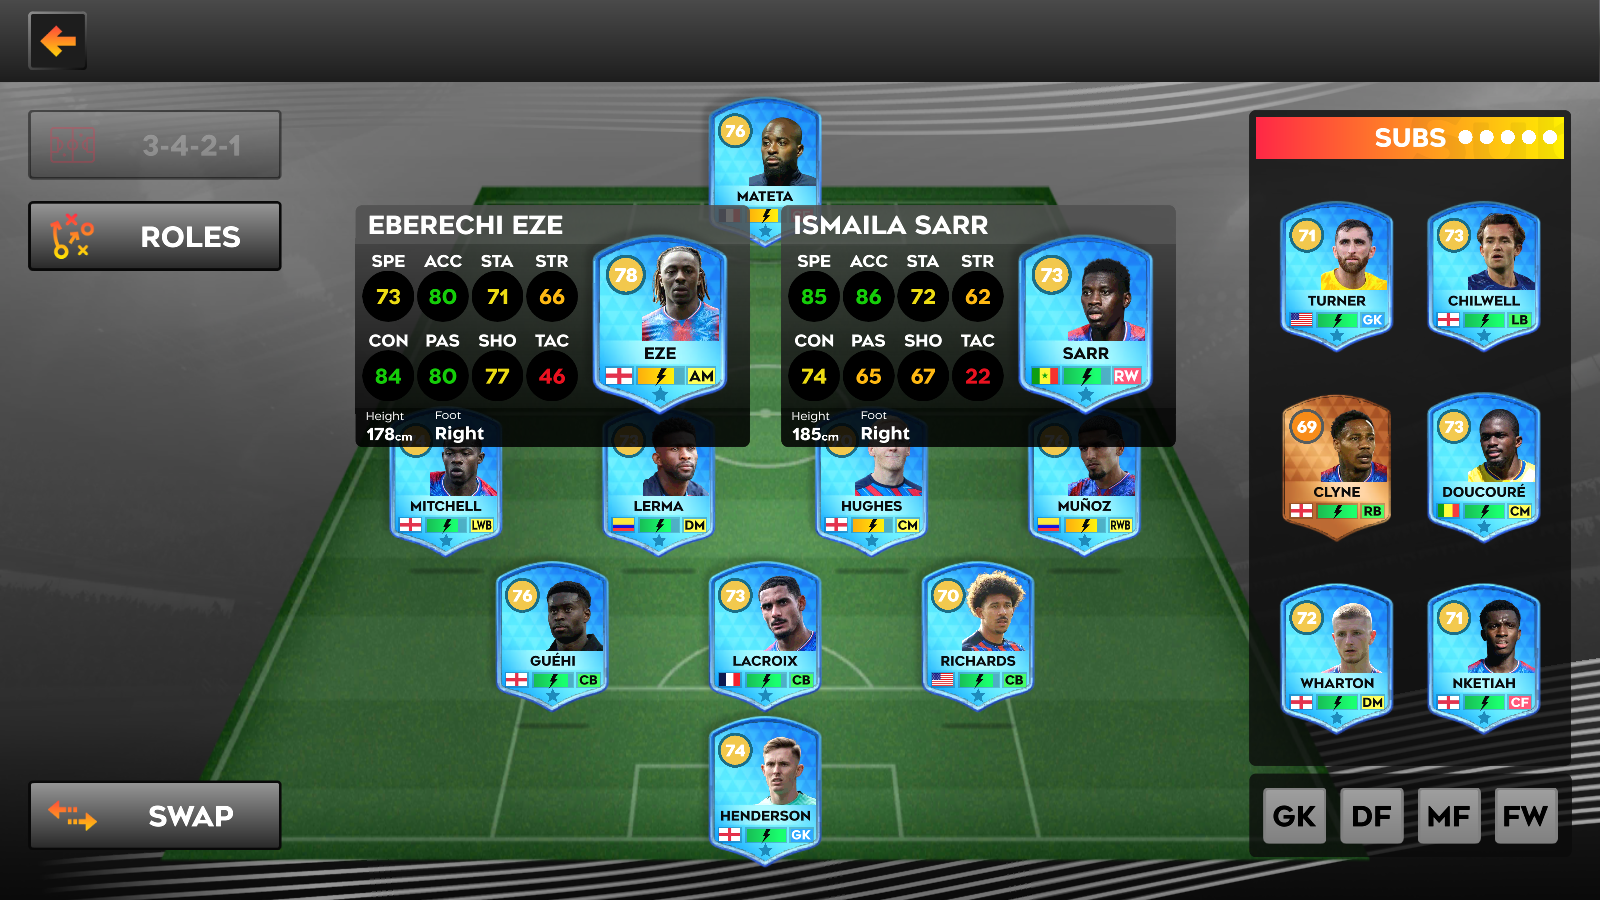 3-4-2-1
ROLES
SWAP
76
MATETA
EBERECHI EZE
SPE ACC STA STR
73 80 71 66
CON PAS SHO TAC
84 80 77 46
Height Foot
178cm Right
78
EZE
AM
ISMAILA SARR
SPE ACC STA STR
85 86 72 62
CON PAS SHO TAC
74 65 67 22
Height Foot
185cm Right
73
SARR
RW
MITCHELL
LWB
73
LERMA
DM
HUGHES
CM
76
MUÑOZ
RWB
76
GUÉHI
CB
73
LACROIX
CB
70
RICHARDS
CB
74
HENDERSON
GK
SUBS
71
TURNER
GK
73
CHILWELL
LB
69
CLYNE
RB
73
DOUCOURÉ
CM
72
WHARTON
DM
71
NKETIAH
CF
GK DF MF FW